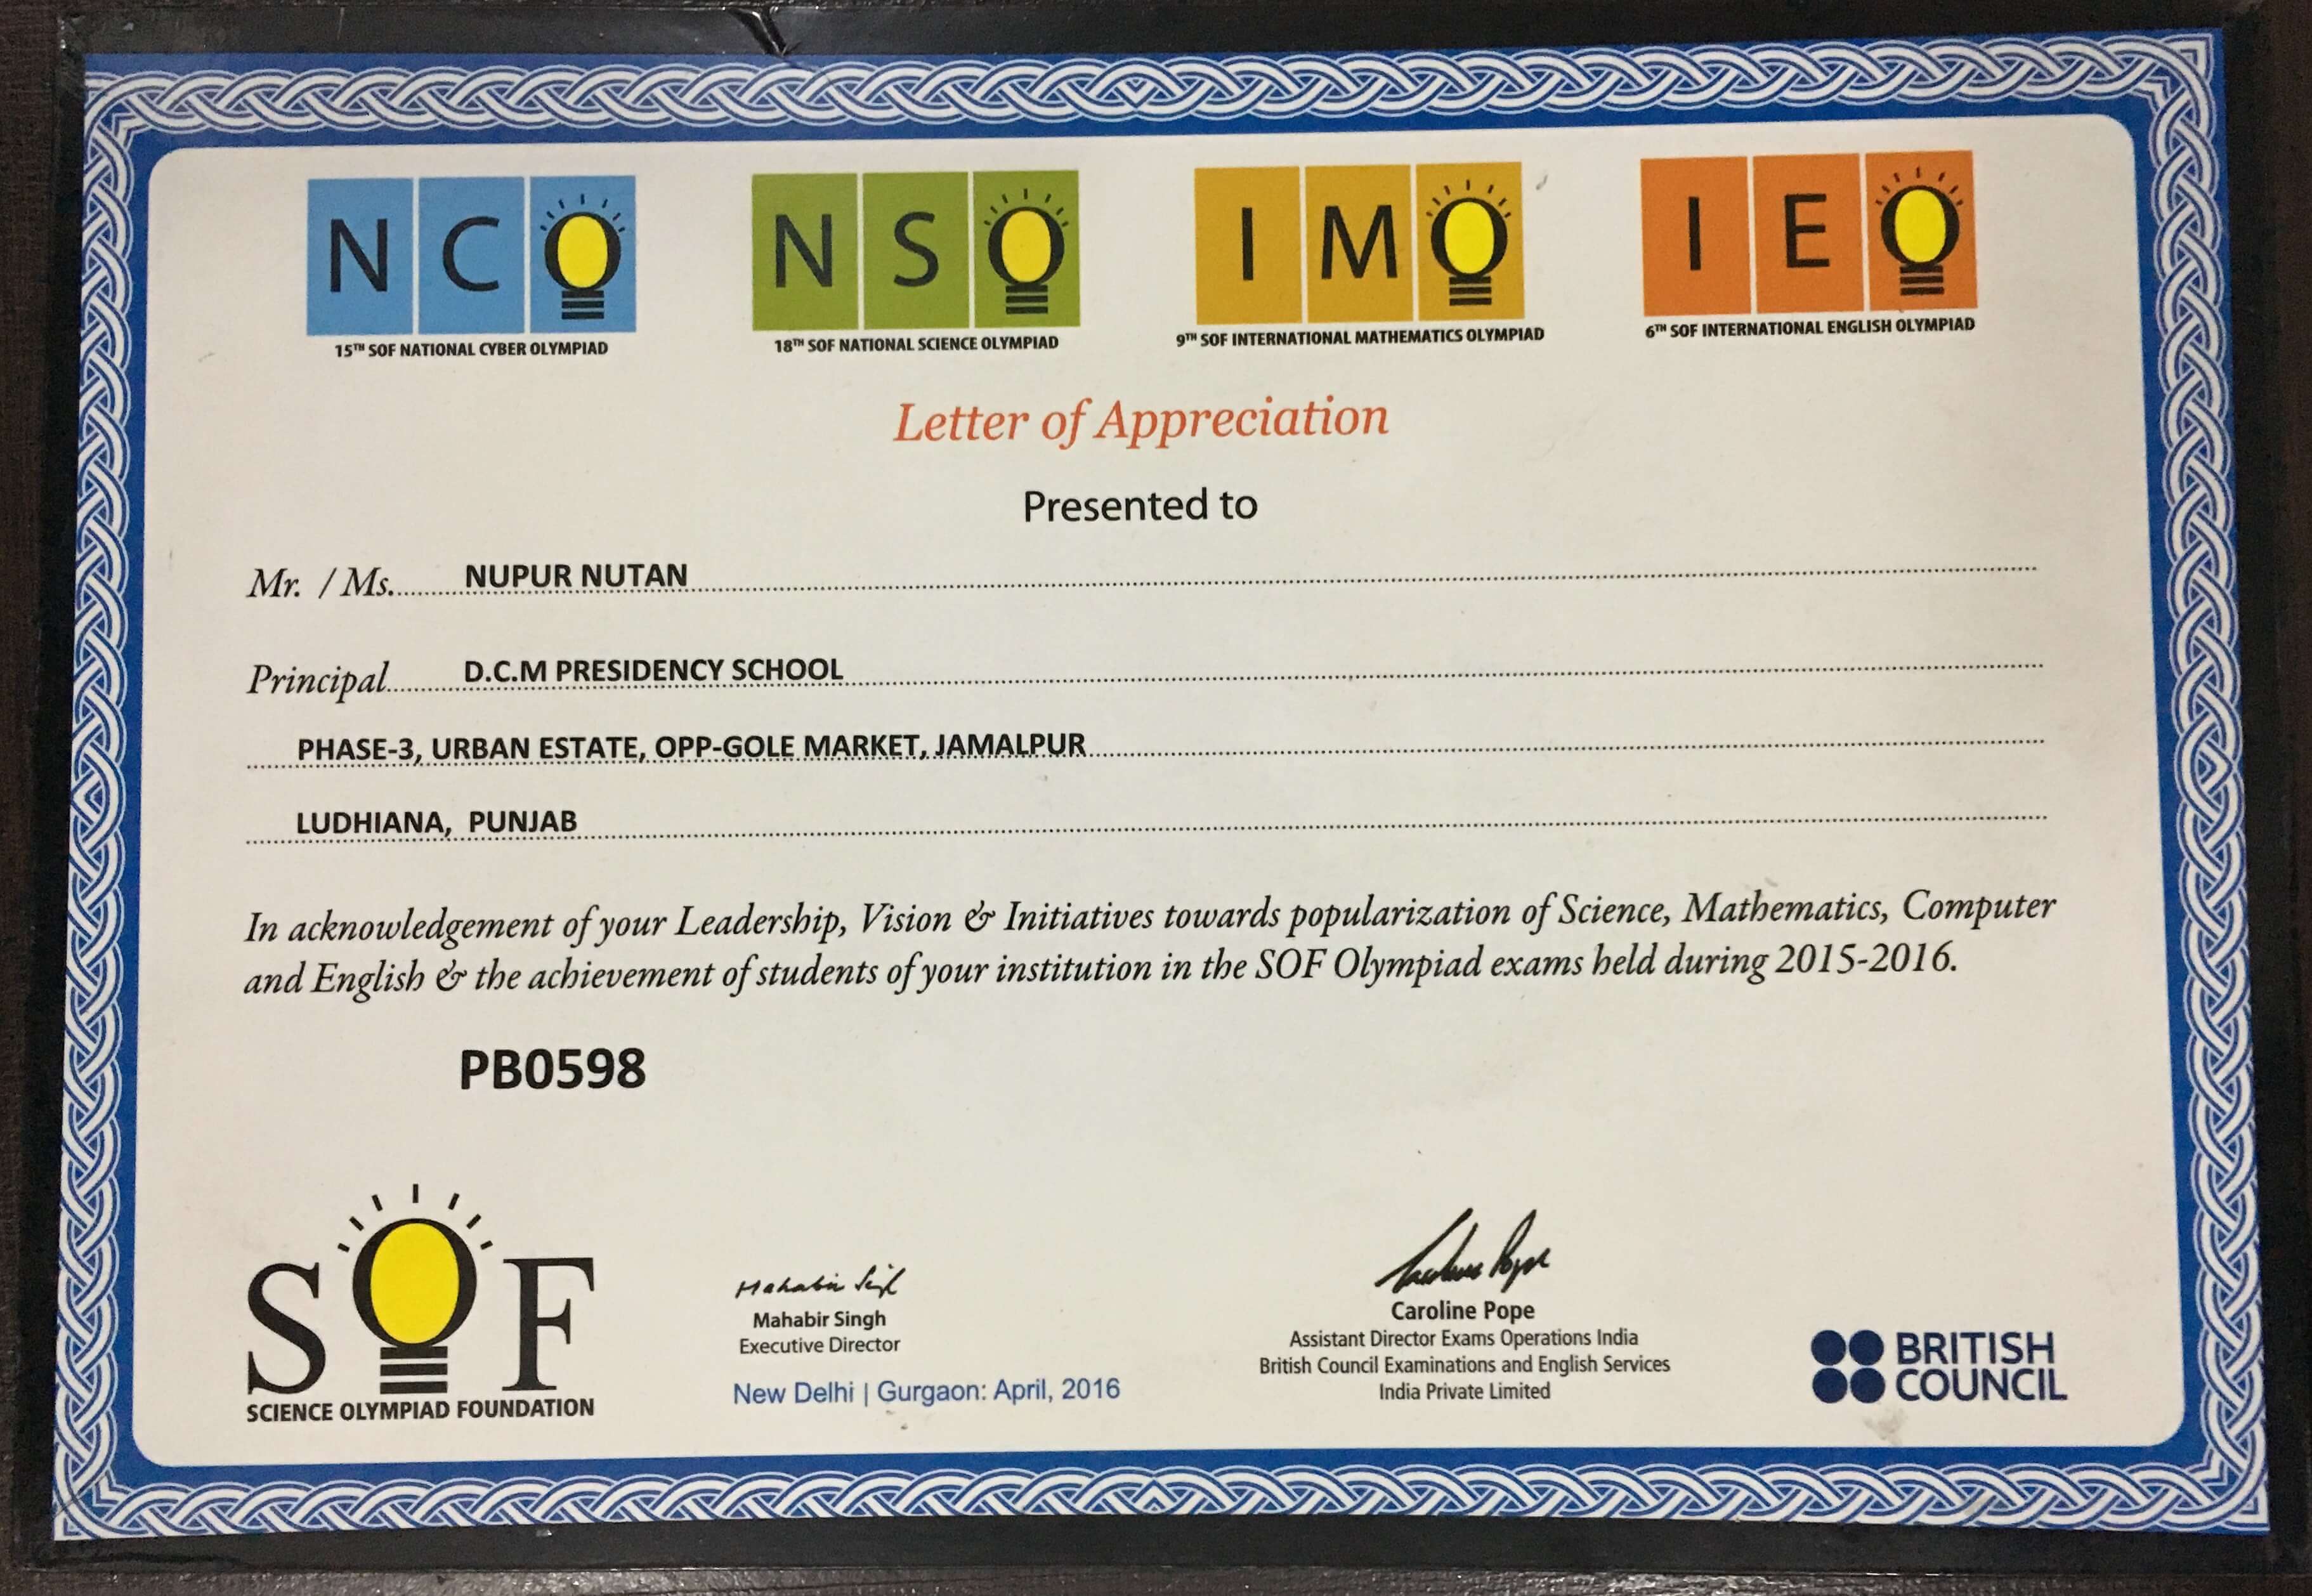 NCO NSO IMO IEO
15TH SOF NATIONAL CYBER OLYMPIAD 18TH SOF NATIONAL SCIENCE OLYMPIAD 9TH SOF INTERNATIONAL MATHEMATICS OLYMPIAD 6TH SOF INTERNATIONAL ENGLISH OLYMPIAD
Letter of Appreciation
Presented to
Mr. / Ms. NUPUR NUTAN
Principal D.C.M PRESIDENCY SCHOOL
PHASE-3, URBAN ESTATE, OPP-GOLE MARKET, JAMALPUR
LUDHIANA, PUNJAB
In acknowledgement of your Leadership, Vision & Initiatives towards popularization of Science, Mathematics, Computer
and English & the achievement of students of your institution in the SOF Olympiad exams held during 2015-2016.
PB0598
SOF
SCIENCE OLYMPIAD FOUNDATION
Mahabir Singh
Mahabir Singh
Executive Director
New Delhi | Gurgaon: April, 2016
Caroline Pope
Caroline Pope
Assistant Director Exams Operations India
British Council Examinations and English Services
India Private Limited
BRITISH
COUNCIL